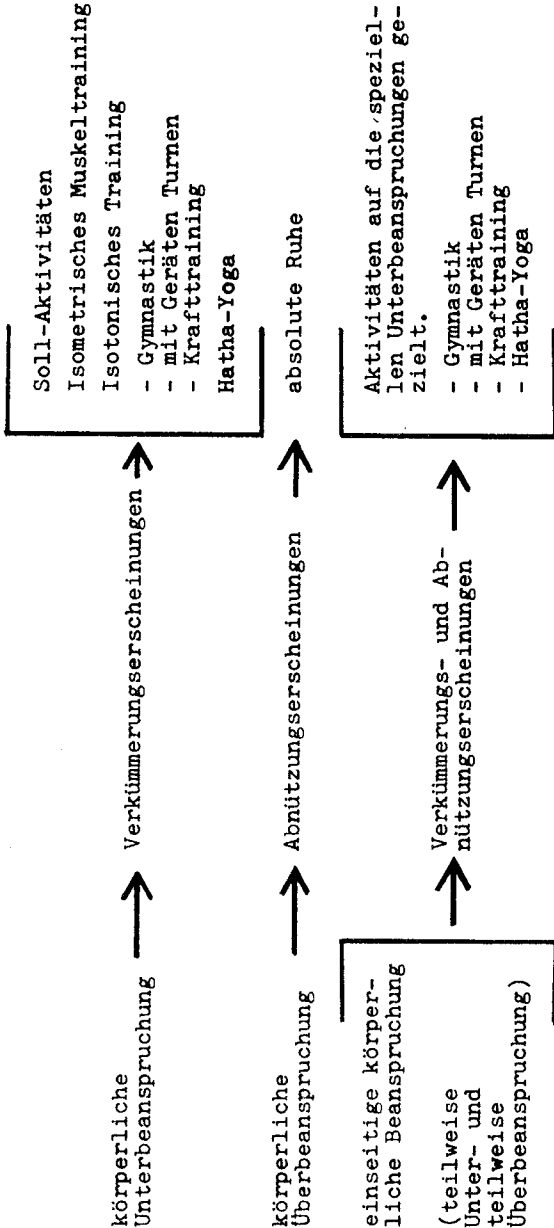 körperliche
Unterbeanspruchung
Verkümmerungserscheinungen
Soll-Aktivitäten
Isometrisches Muskeltraining
Isotonisches Training
- Gymnastik
- mit Geräten Turnen
- Krafttraining
Hatha-Yoga
körperliche
Überbeanspruchung
Abnützungserscheinungen
absolute Ruhe
einseitige körper-
liche Beanspruchung
(teilweise
Unter- und
teilweise
Überbeanspruchung)
Verkümmerungs- und Ab-
nützungserscheinungen
Aktivitäten auf die speziel-
len Unterbeanspruchungen ge-
zielt.
- Gymnastik
- mit Geräten Turnen
- Krafttraining
- Hatha-Yoga